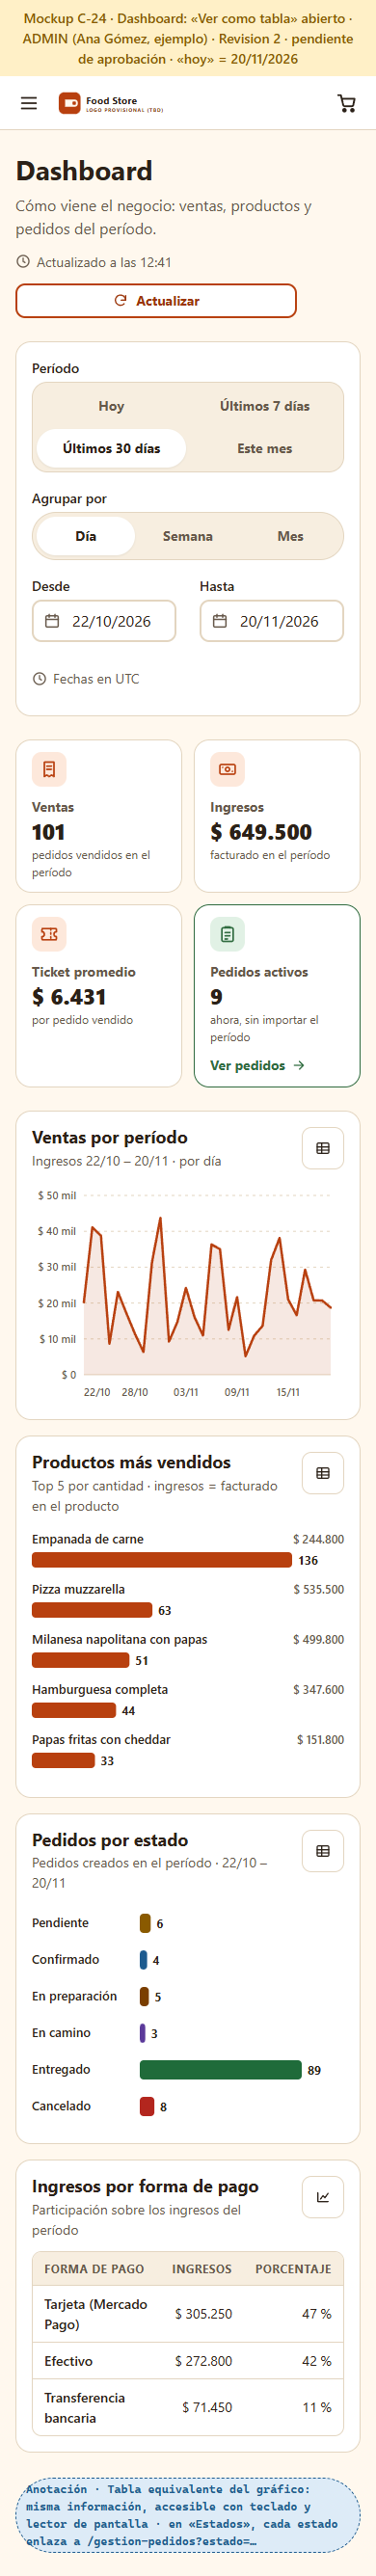 Mockup C-24 · Dashboard: «Ver como tabla» abierto ·
ADMIN (Ana Gómez, ejemplo) · Revision 2 · pendiente
de aprobación · «hoy» = 20/11/2026
Food Store
LOGO PROVISIONAL (TBD)
Dashboard
Cómo viene el negocio: ventas, productos y
pedidos del período.
Actualizado a las 12:41
Actualizar
Período
Hoy
Últimos 7 días
Últimos 30 días
Este mes
Agrupar por
Día
Semana
Mes
Desde
Hasta
22/10/2026
20/11/2026
Fechas en UTC
Ventas
101
pedidos vendidos en el
período
Ingresos
$ 649.500
facturado en el período
Ticket promedio
$ 6.431
por pedido vendido
Pedidos activos
9
ahora, sin importar el
período
Ver pedidos →
Ventas por período
Ingresos 22/10 – 20/11 · por día
$ 50 mil
$ 40 mil
$ 30 mil
$ 20 mil
$ 10 mil
$ 0
22/10 28/10 03/11 09/11 15/11
Productos más vendidos
Top 5 por cantidad · ingresos = facturado
en el producto
Empanada de carne $ 244.800
136
Pizza muzzarella $ 535.500
63
Milanesa napolitana con papas $ 499.800
51
Hamburguesa completa $ 347.600
44
Papas fritas con cheddar $ 151.800
33
Pedidos por estado
Pedidos creados en el período · 22/10 –
20/11
Pendiente 6
Confirmado 4
En preparación 5
En camino 3
Entregado 89
Cancelado 8
Ingresos por forma de pago
Participación sobre los ingresos del
período
FORMA DE PAGO INGRESOS PORCENTAJE
Tarjeta (Mercado
Pago) $ 305.250 47 %
Efectivo $ 272.800 42 %
Transferencia
bancaria $ 71.450 11 %
Anotación · Tabla equivalente del gráfico:
misma información, accesible con teclado y
lector de pantalla · en «Estados», cada estado
enlaza a /gestion-pedidos?estado=…